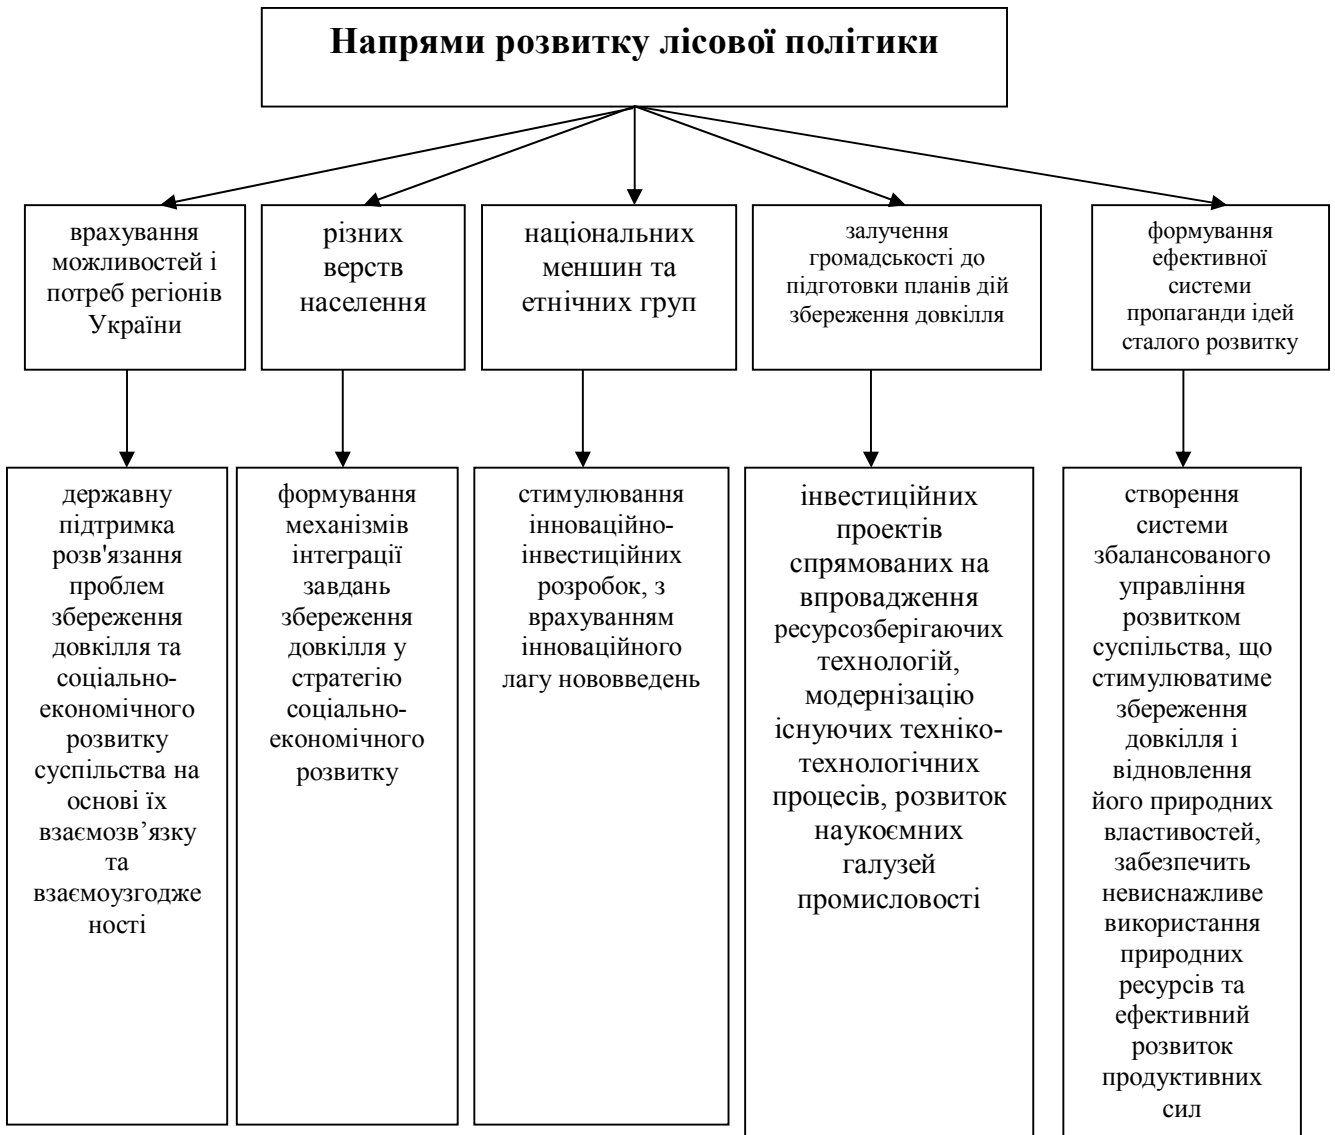 Напрями розвитку лісової політики
врахування
можливостей і
потреб регіонів
України
різних
верств
населення
національних
меншин та
етнічних груп
залучення
громадськості до
підготовки планів дій
збереження довкілля
формування
ефективної
системи
пропаганди ідей
сталого розвитку
державну
підтримка
розв'язання
проблем
збереження
довкілля та
соціально-
економічного
розвитку
суспільства на
основі їх
взаємозв’язку
та
взаємоузгодже
ності
формування
механізмів
інтеграції
завдань
збереження
довкілля у
стратегію
соціально-
економічного
розвитку
стимулювання
інноваційно-
інвестиційних
розробок, з
врахуванням
інноваційного
лагу нововведень
інвестиційних
проектів
спрямованих на
впровадження
ресурсозберігаючих
технологій,
модернізацію
існуючих техніко-
технологічних
процесів, розвиток
наукоємних
галузей
промисловості
створення
системи
збалансованого
управління
розвитком
суспільства, що
стимулюватиме
збереження
довкілля і
відновлення
його природних
властивостей,
забезпечить
невиснажливе
використання
природних
ресурсів та
ефективний
розвиток
продуктивних
сил